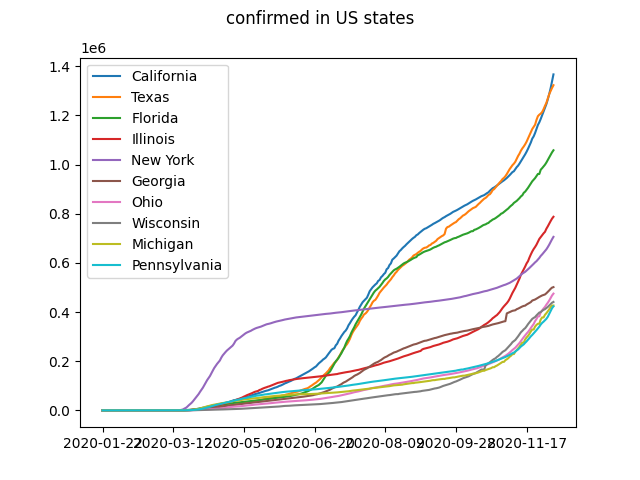 confirmed in US states
1e6
1.4
1.2
1.0
0.8
0.6
0.4
0.2
0.0
California
Texas
Florida
Illinois
New York
Georgia
Ohio
Wisconsin
Michigan
Pennsylvania
2020-01-22 2020-03-12 2020-05-01 2020-06-20 2020-08-09 2020-09-28 2020-11-17